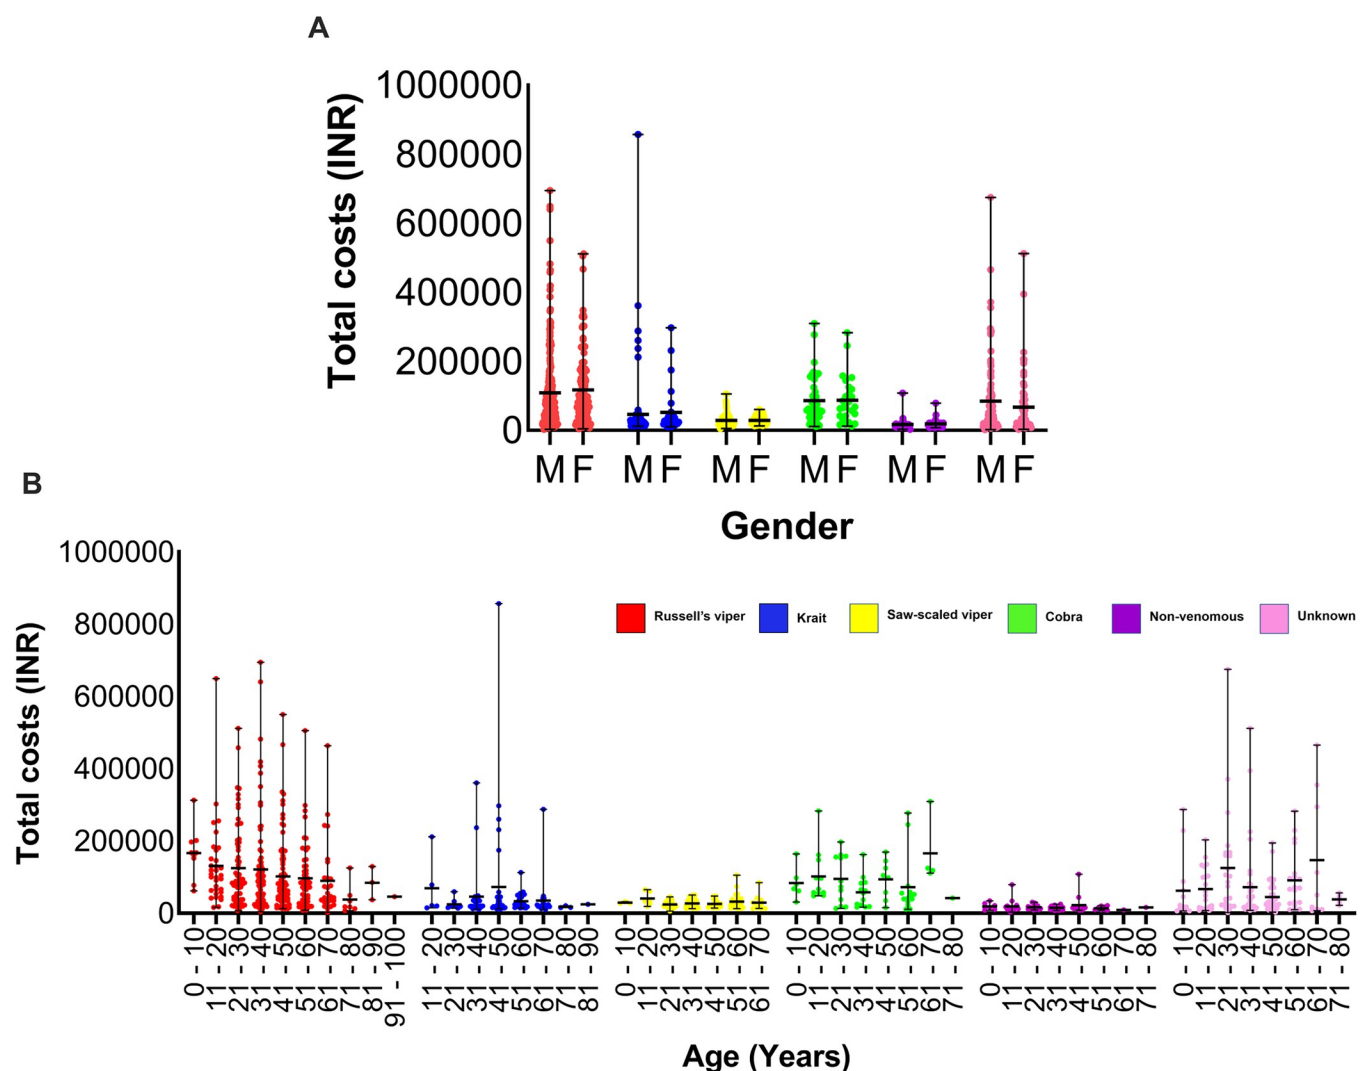 A
1000000
800000
600000
400000
200000
0
Total costs (INR)
M F M F M F M F M F M F
Gender
B
1000000
800000
600000
400000
200000
0
Total costs (INR)
Russell’s viper Krait Saw-scaled viper Cobra Non-venomous Unknown
0 - 10
11 - 20
21 - 30
31 - 40
41 - 50
51 - 60
61 - 70
71 - 80
81 - 90
91 - 100
11 - 20
21 - 30
31 - 40
41 - 50
51 - 60
61 - 70
71 - 80
81 - 90
0 - 10
11 - 20
21 - 30
31 - 40
41 - 50
51 - 60
61 - 70
0 - 10
11 - 20
21 - 30
31 - 40
41 - 50
51 - 60
61 - 70
71 - 80
0 - 10
11 - 20
21 - 30
31 - 40
41 - 50
51 - 60
61 - 70
71 - 80
0 - 10
11 - 20
21 - 30
31 - 40
41 - 50
51 - 60
61 - 70
71 - 80
Age (Years)